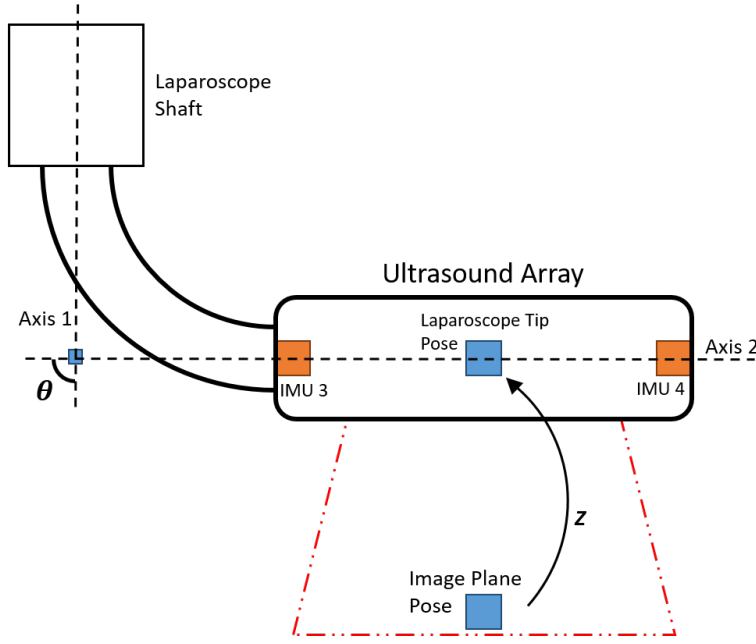 Laparoscope
Shaft
Ultrasound Array
Axis 1
Laparoscope Tip
Pose
Axis 2
θ
IMU 3
IMU 4
Z
Image Plane
Pose